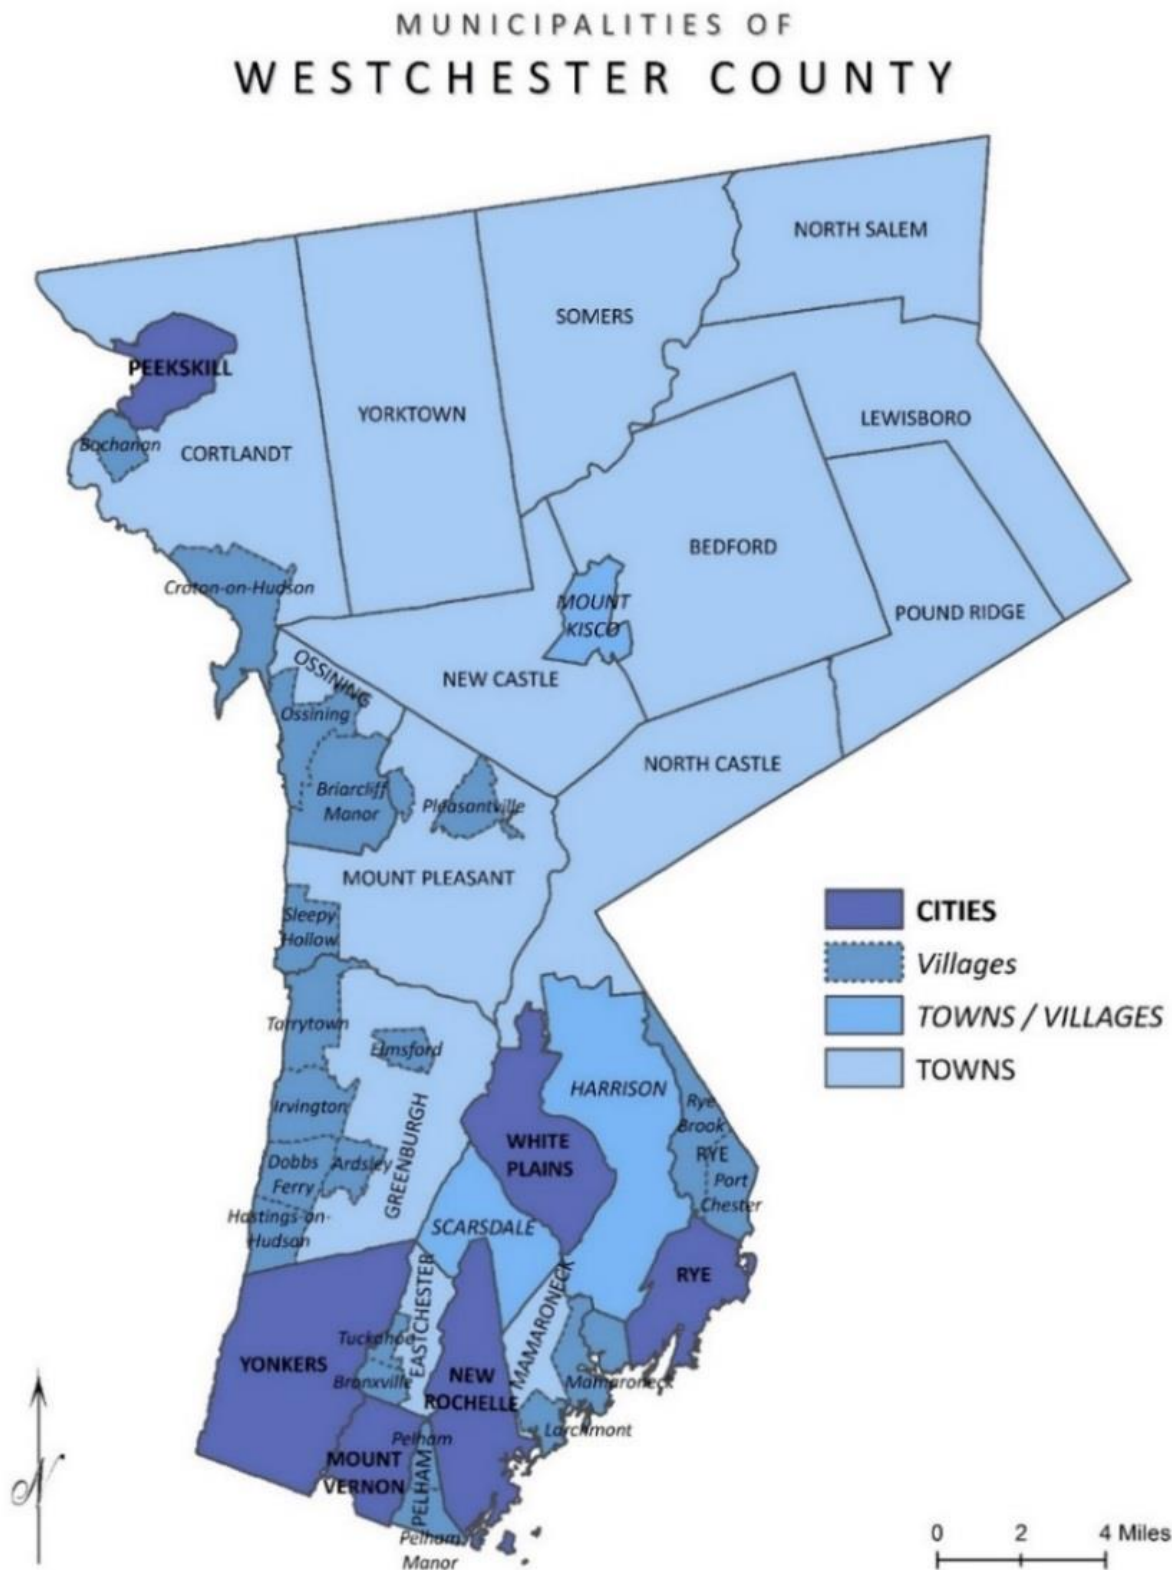 MUNICIPALITIES OF
WESTCHESTER COUNTY
NORTH SALEM
SOMERS
PEEKSKILL
YORKTOWN
LEWISBORO
Buchanan
CORTLANDT
BEDFORD
Croton-on-Hudson
MOUNT
KISCO
POUND RIDGE
OSSINING
NEW CASTLE
Ossining
NORTH CASTLE
Briarcliff
Manor
Pleasantville
MOUNT PLEASANT
Sleepy
Hollow
CITIES
Villages
TOWNS / VILLAGES
TOWNS
Tarrytown
Elmsford
HARRISON
Irvington
Rye
Brook
GREENBURGH
WHITE
PLAINS
RYE
Dobbs
Ferry
Ardsley
Port
Chester
Hastings-on-
Hudson
SCARSDALE
RYE
EASTCHESTER
MAMARONECK
Tuckahoe
YONKERS
Bronxville
NEW
ROCHELLE
Mamaroneck
Larchmont
Pelham
MOUNT
VERNON
PELHAM
Pelham
Manor
N
0 2 4 Miles